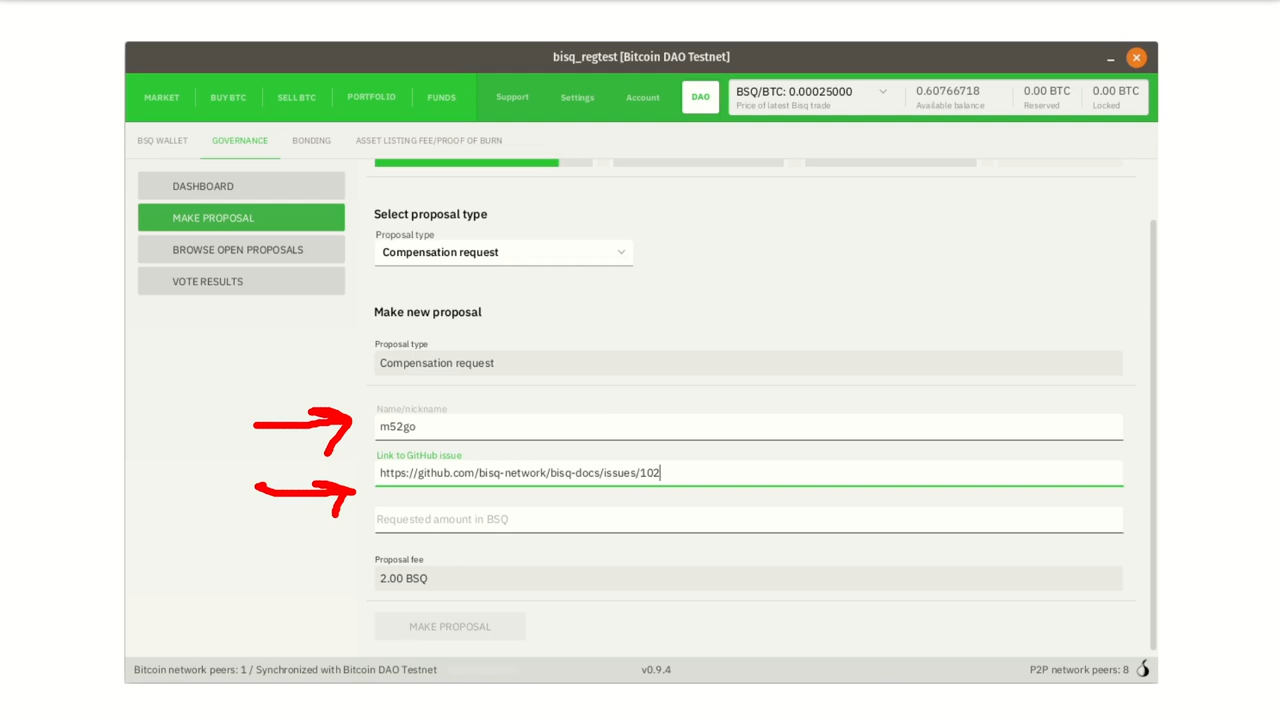 bisq_regtest [Bitcoin DAO Testnet]
MARKET BUY BTC SELL BTC PORTFOLIO FUNDS Support Settings Account DAO BSQ/BTC: 0.00025000 0.60766718 0.00 BTC 0.00 BTC
Price of latest Bisq trade Available balance Reserved Locked
BSQ WALLET GOVERNANCE BONDING ASSET LISTING FEE/PROOF OF BURN
DASHBOARD
MAKE PROPOSAL
BROWSE OPEN PROPOSALS
VOTE RESULTS
Select proposal type
Proposal type
Compensation request
Make new proposal
Proposal type
Compensation request
Name/nickname
m52go
Link to GitHub issue
https://github.com/bisq-network/bisq-docs/issues/102
Requested amount in BSQ
Proposal fee
2.00 BSQ
MAKE PROPOSAL
Bitcoin network peers: 1 / Synchronized with Bitcoin DAO Testnet v0.9.4 P2P network peers: 8